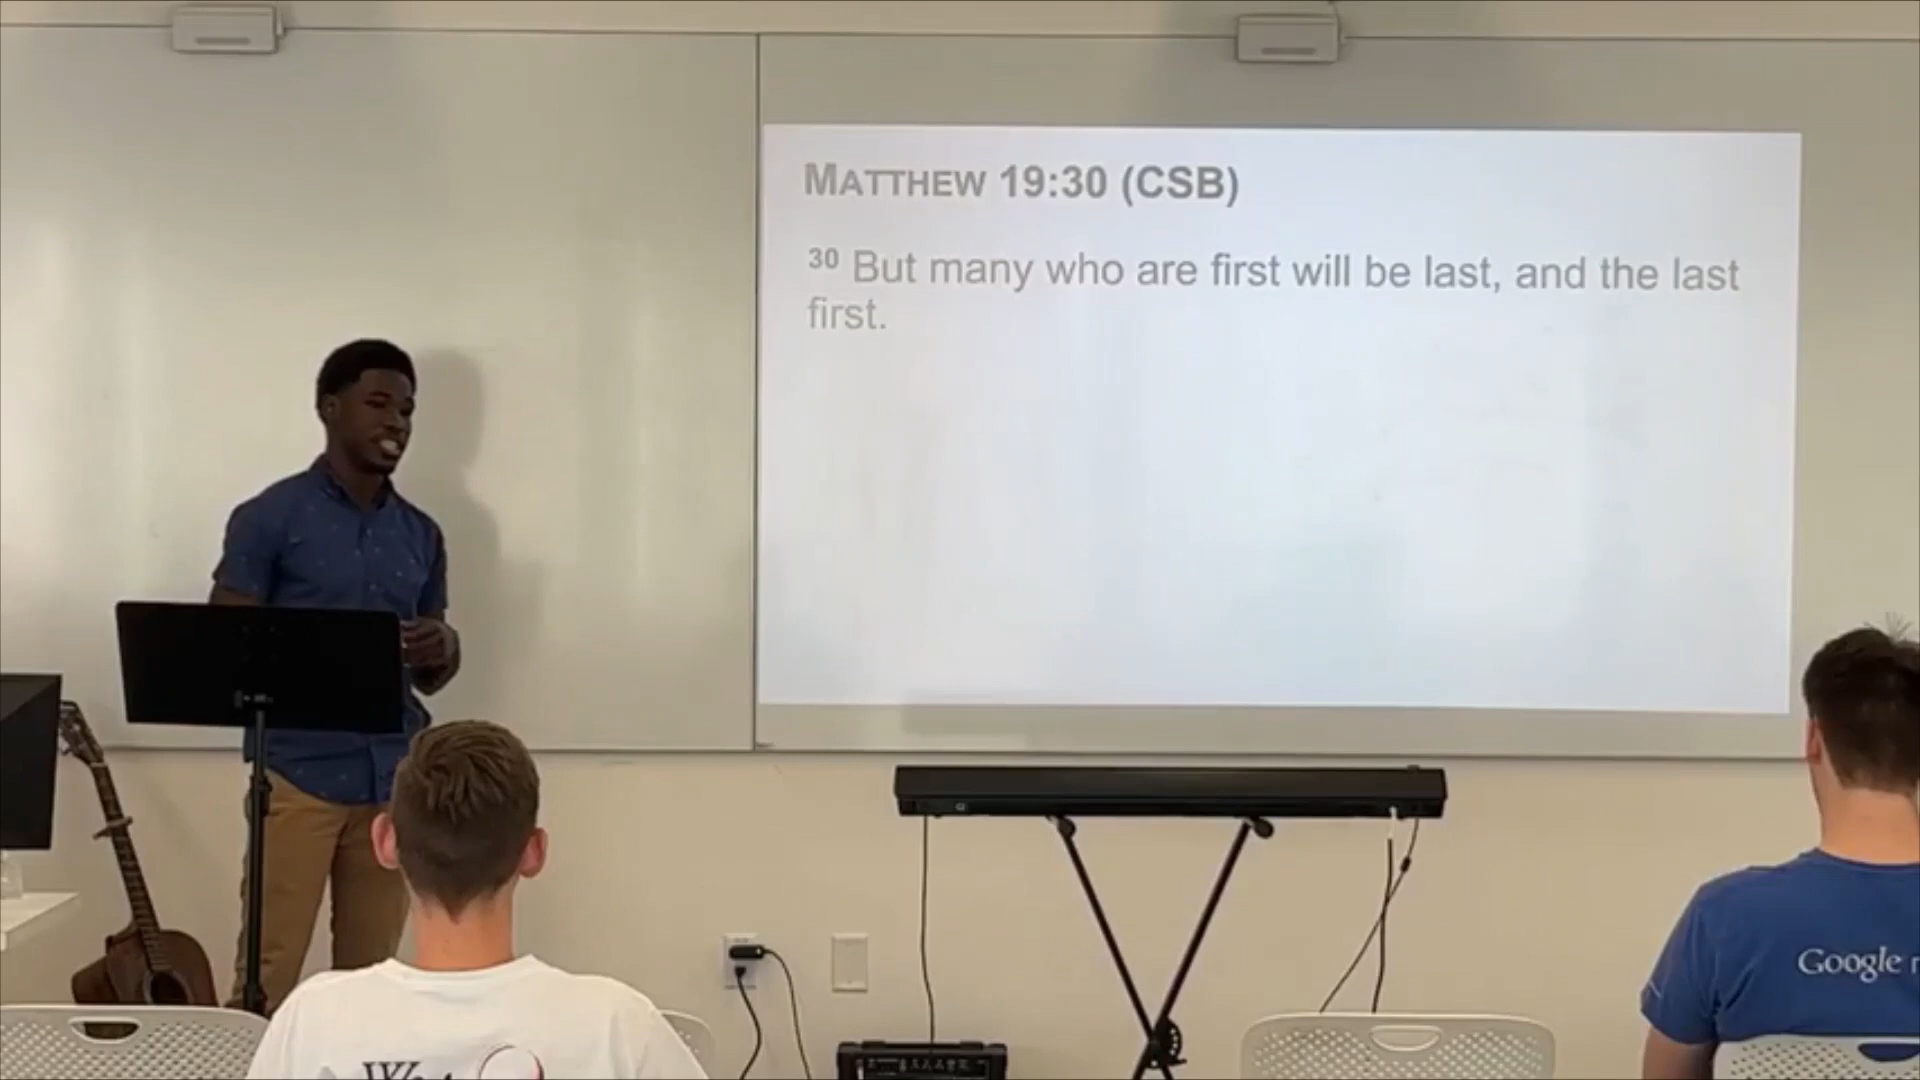 MATTHEW 19:30 (CSB)
30 But many who are first will be last, and the last
first.
Google